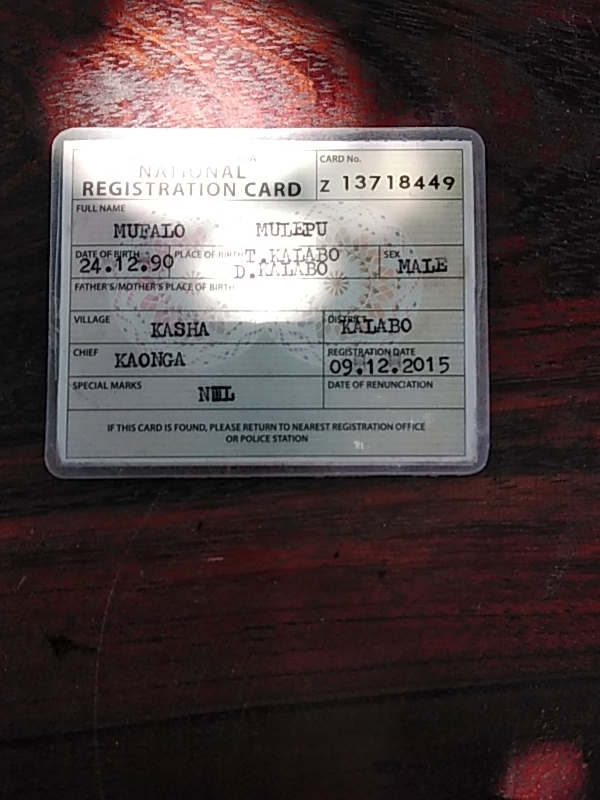 NATIONAL
REGISTRATION CARD
CARD No.
Z 13718449
FULL NAME
MUFALO MULEPU
DATE OF BIRTH
24.12.90
PLACE OF BIRTH
T.KALABO
D.KALABO
SEX
MALE
FATHER'S/MOTHER'S PLACE OF BIRTH
VILLAGE
KASHA
DISTRICT
KALABO
CHIEF
KAONGA
REGISTRATION DATE
09.12.2015
SPECIAL MARKS
DATE OF RENUNCIATION
IF THIS CARD IS FOUND, PLEASE RETURN TO NEAREST REGISTRATION OFFICE
OR POLICE STATION